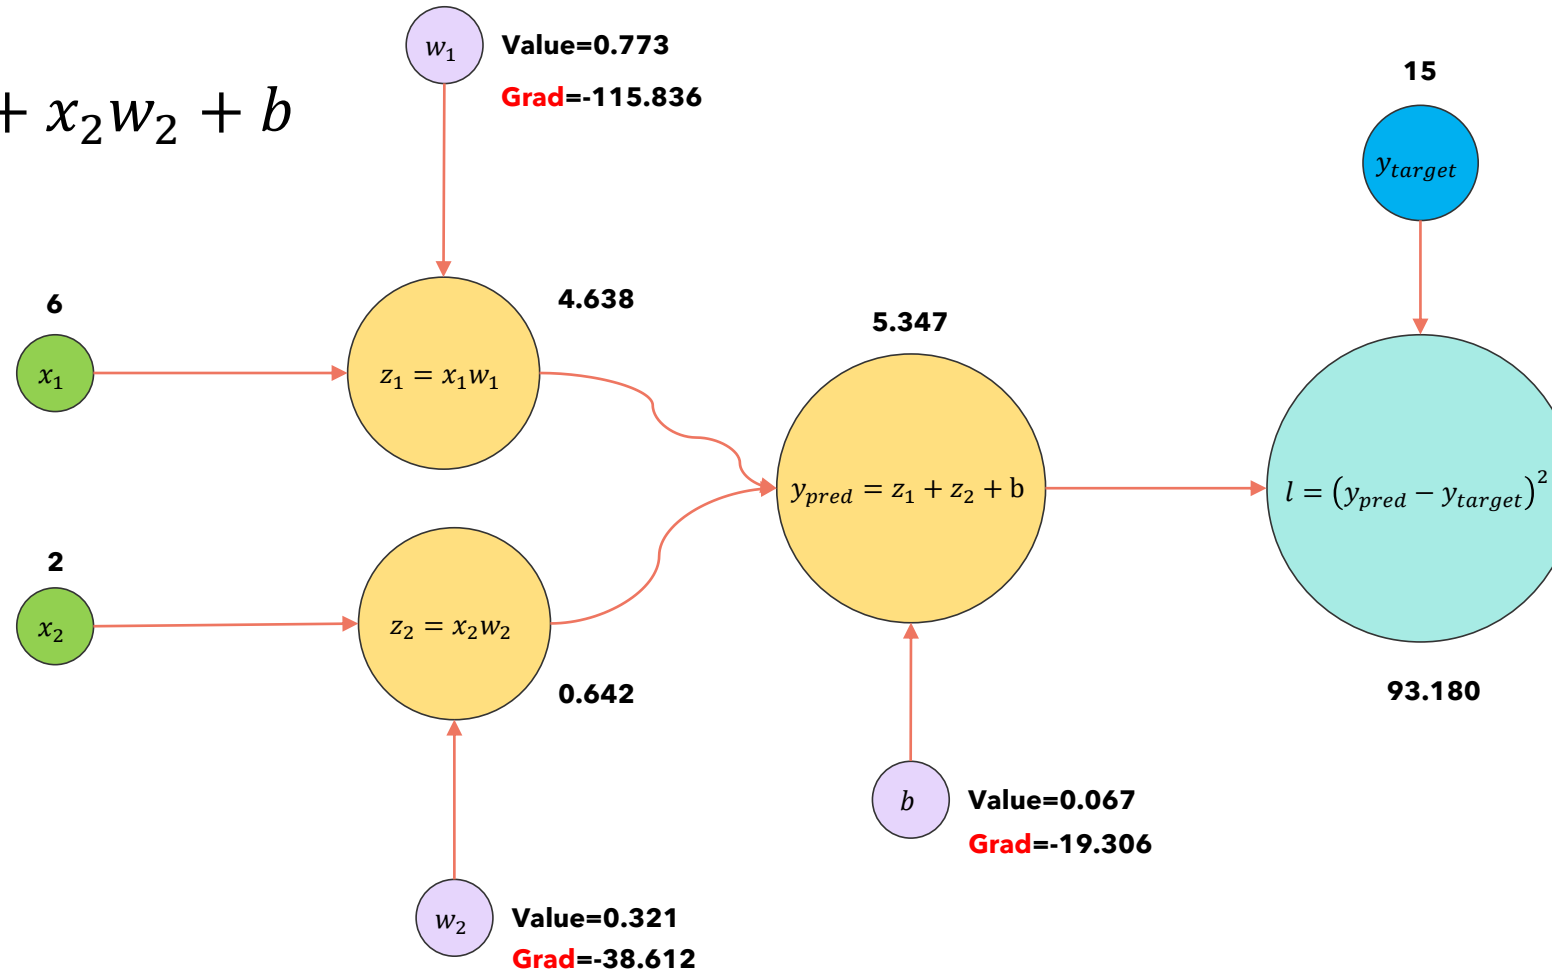 + x₂w₂ + b
w₁
Value=0.773
Grad=-115.836
15
y_target
6
x₁
z₁ = x₁w₁
4.638
5.347
y_pred = z₁ + z₂ + b
l = (y_pred − y_target)²
93.180
2
x₂
z₂ = x₂w₂
0.642
b
Value=0.067
Grad=-19.306
w₂
Value=0.321
Grad=-38.612